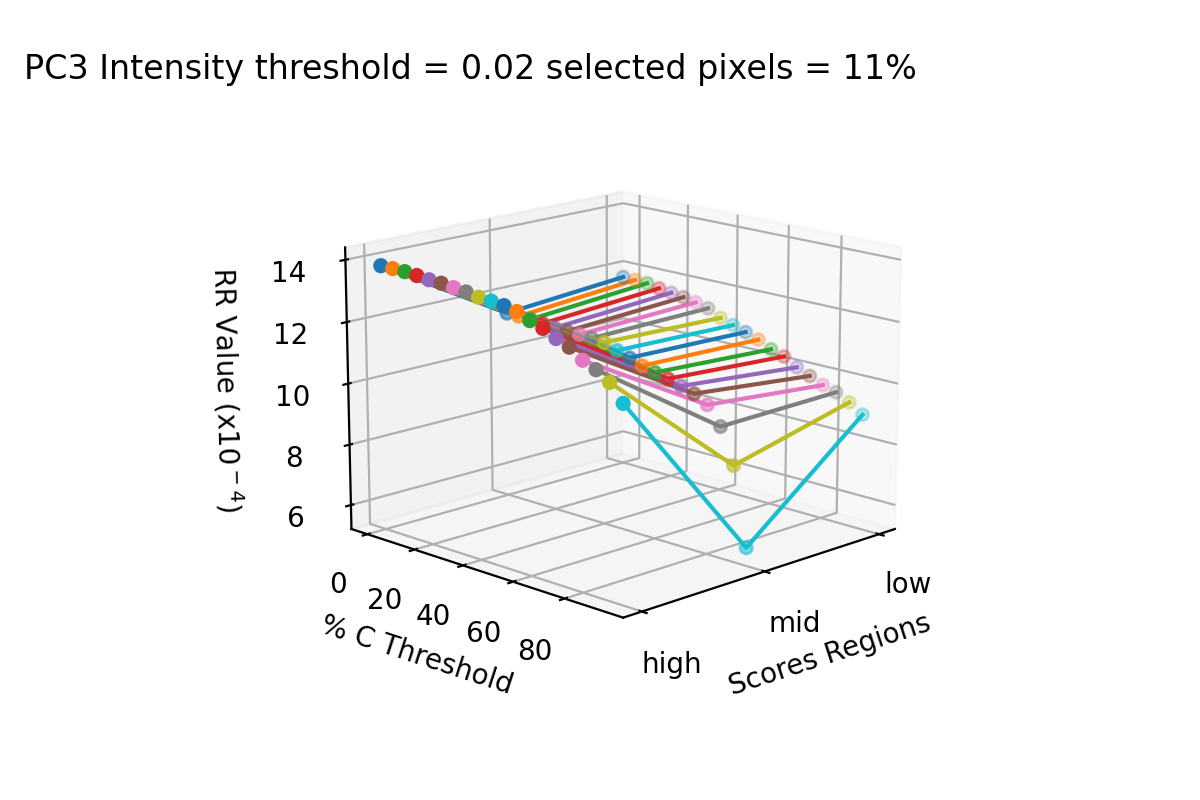 PC3 Intensity threshold = 0.02 selected pixels = 11%
14
12
10
8
6
RR Value (x10⁻⁴)
0
20
40
60
80
% C Threshold
high
mid
low
Scores Regions